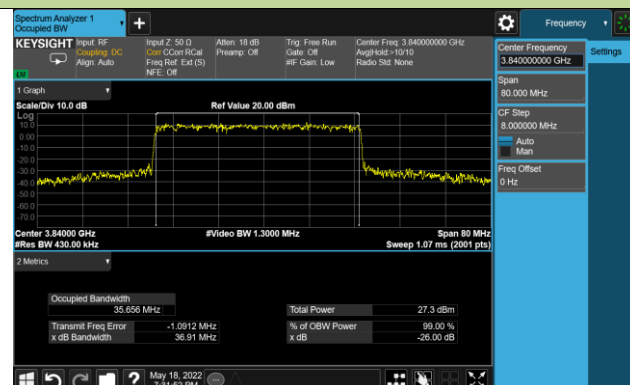 Spectrum Analyzer 1
Occupied BW
Frequency
KEYSIGHT
Input: RF
Coupling: DC
Align: Auto
Input Z: 50 Ω
Corr CCorr RCal
Freq Ref: Ext (S)
NFE: Off
Atten: 18 dB
Preamp: Off
Trig: Free Run
Gate: Off
#IF Gain: Low
Center Freq: 3.840000000 GHz
Avg|Hold:>10/10
Radio Std: None
Center Frequency
3.840000000 GHz
Settings
Span
80.000 MHz
CF Step
8.000000 MHz
Auto
Man
Freq Offset
0 Hz
1 Graph
Scale/Div 10.0 dB
Ref Value 20.00 dBm
Log
10.0
0.00
-10.0
-20.0
-30.0
-40.0
-50.0
-60.0
-70.0
Center 3.84000 GHz
#Video BW 1.3000 MHz
Span 80 MHz
#Res BW 430.00 kHz
Sweep 1.07 ms (2001 pts)
2 Metrics
Occupied Bandwidth
35.656 MHz
Total Power 27.3 dBm
Transmit Freq Error -1.0912 MHz
% of OBW Power 99.00 %
x dB Bandwidth 36.91 MHz
x dB -26.00 dB
?
May 18, 2022